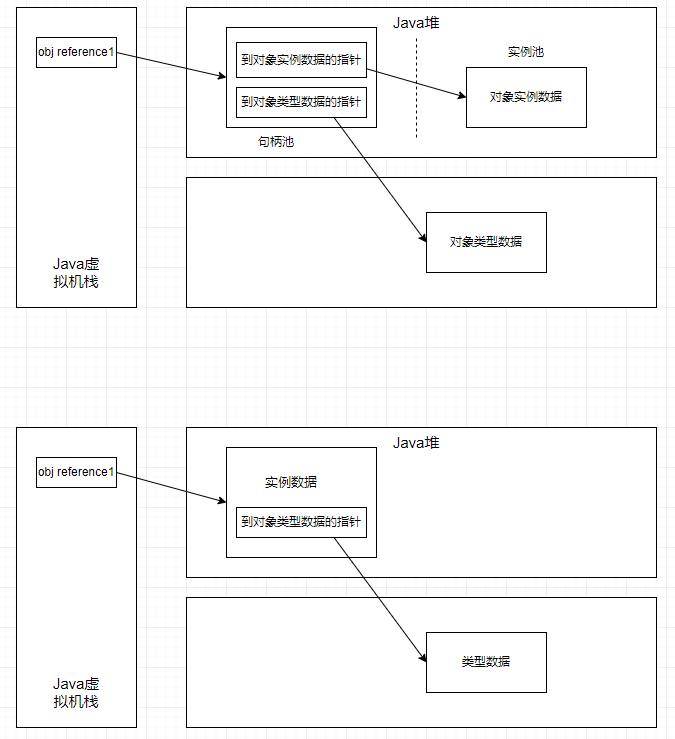 Java堆
obj reference1
到对象实例数据的指针
实例池
到对象类型数据的指针
对象实例数据
句柄池
对象类型数据
Java虚
拟机栈
Java堆
obj reference1
实例数据
到对象类型数据的指针
类型数据
Java虚
拟机栈